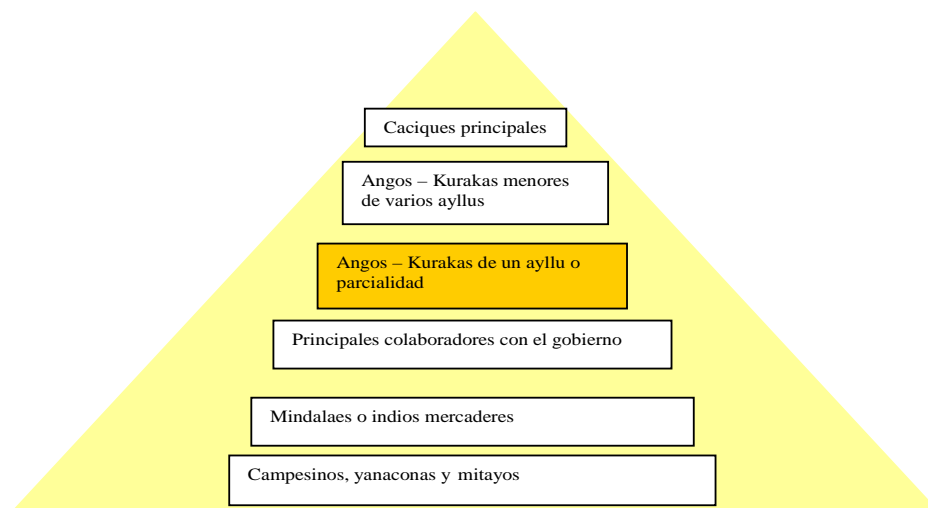 Caciques principales
Angos – Kurakas menores
de varios ayllus
Angos – Kurakas de un ayllu o
parcialidad
Principales colaboradores con el gobierno
Mindalaes o indios mercaderes
Campesinos, yanaconas y mitayos